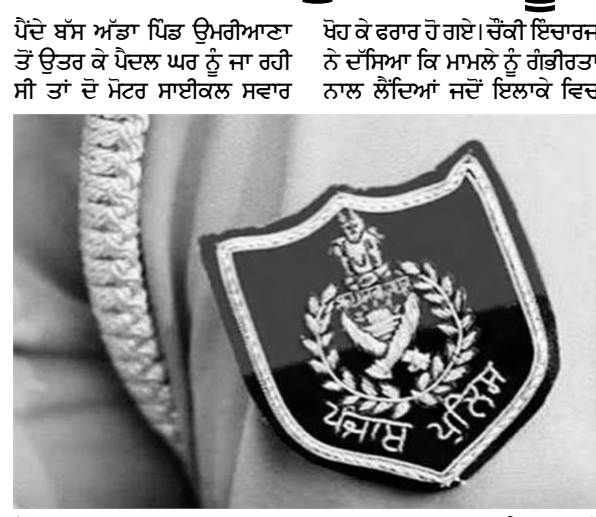 ਪੈਂਦੇ ਬੱਸ ਅੱਡਾ ਪਿੰਡ ਉਮਰੀਆਣਾ
ਤੋਂ ਉਤਰ ਕੇ ਪੈਦਲ ਘਰ ਨੂੰ ਜਾ ਰਹੀ
ਸੀ ਤਾਂ ਦੋ ਮੋਟਰ ਸਾਈਕਲ ਸਵਾਰ
ਖੋਹ ਕੇ ਫਰਾਰ ਹੋ ਗਏ। ਚੌਂਕੀ ਇੰਚਾਰਜ
ਨੇ ਦੱਸਿਆ ਕਿ ਮਾਮਲੇ ਨੂੰ ਗੰਭੀਰਤਾ
ਨਾਲ ਲੈਂਦਿਆਂ ਜਦੋਂ ਇਲਾਕੇ ਵਿਚ
ਪੰਜਾਬ ਪੁਲਿਸ